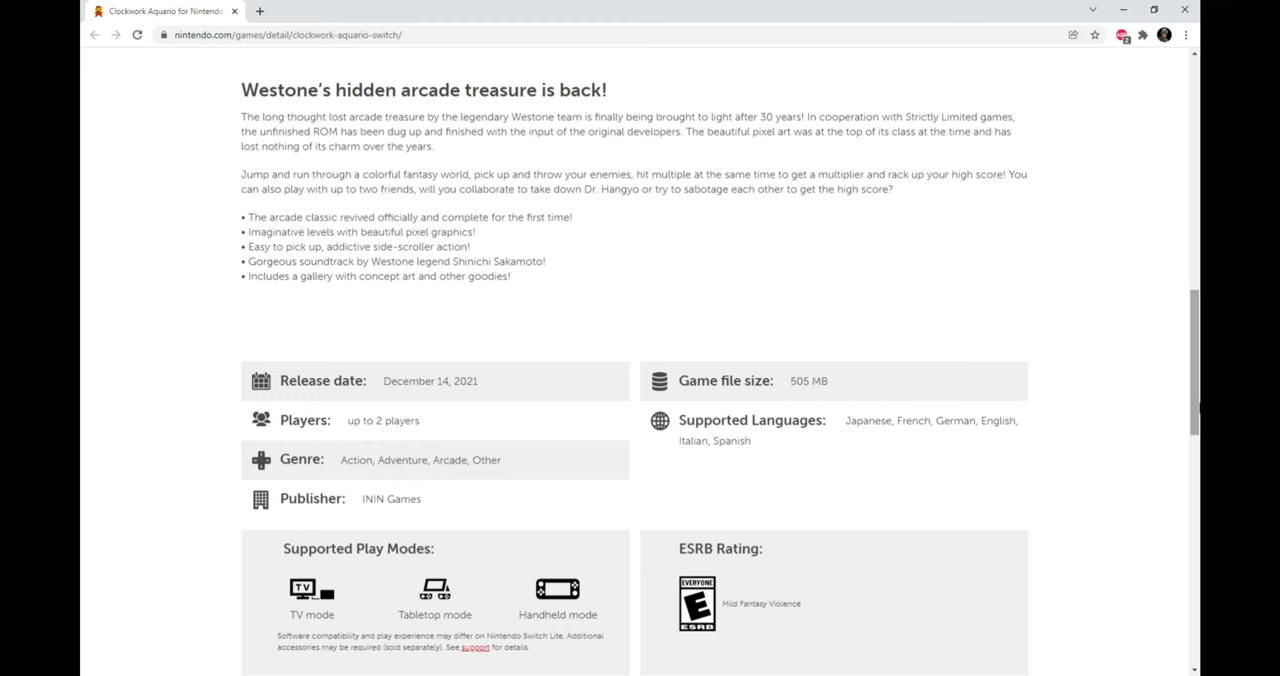 Clockwork Aquario for Nintendo
nintendo.com/games/detail/clockwork-aquario-switch/
2
Westone's hidden arcade treasure is back!
The long thought lost arcade treasure by the legendary Westone team is finally being brought to light after 30 years! In cooperation with Strictly Limited games,
the unfinished ROM has been dug up and finished with the input of the original developers. The beautiful pixel art was at the top of its class at the time and has
lost nothing of its charm over the years.
Jump and run through a colorful fantasy world, pick up and throw your enemies, hit multiple at the same time to get a multiplier and rack up your high score! You
can also play with up to two friends, will you collaborate to take down Dr. Hangyo or try to sabotage each other to get the high score?
• The arcade classic revived officially and complete for the first time!
• Imaginative levels with beautiful pixel graphics!
• Easy to pick up, addictive side-scroller action!
• Gorgeous soundtrack by Westone legend Shinichi Sakamoto!
• Includes a gallery with concept art and other goodies!
Release date: December 14, 2021
Players: up to 2 players
Genre: Action, Adventure, Arcade, Other
Publisher: ININ Games
Game file size: 505 MB
Supported Languages: Japanese, French, German, English,
Italian, Spanish
Supported Play Modes:
TV
TV mode
Tabletop mode
Handheld mode
Software compatibility and play experience may differ on Nintendo Switch Lite. Additional
accessories may be required (sold separately). See support for details.
ESRB Rating:
EVERYONE
E
ESRB
Mild Fantasy Violence